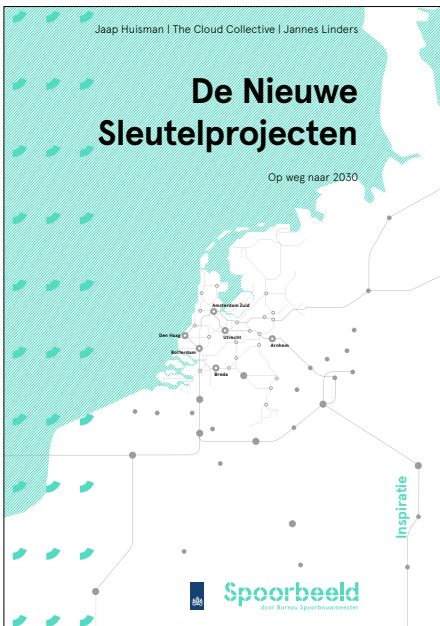 Jaap Huisman | The Cloud Collective | Jannes Linders
De Nieuwe
Sleutelprojecten
Op weg naar 2030
Amsterdam Zuid
Den Haag
Utrecht
Rotterdam
Arnhem
Breda
Inspiratie
Spoorbeeld
door Bureau Spoorbouwmeester